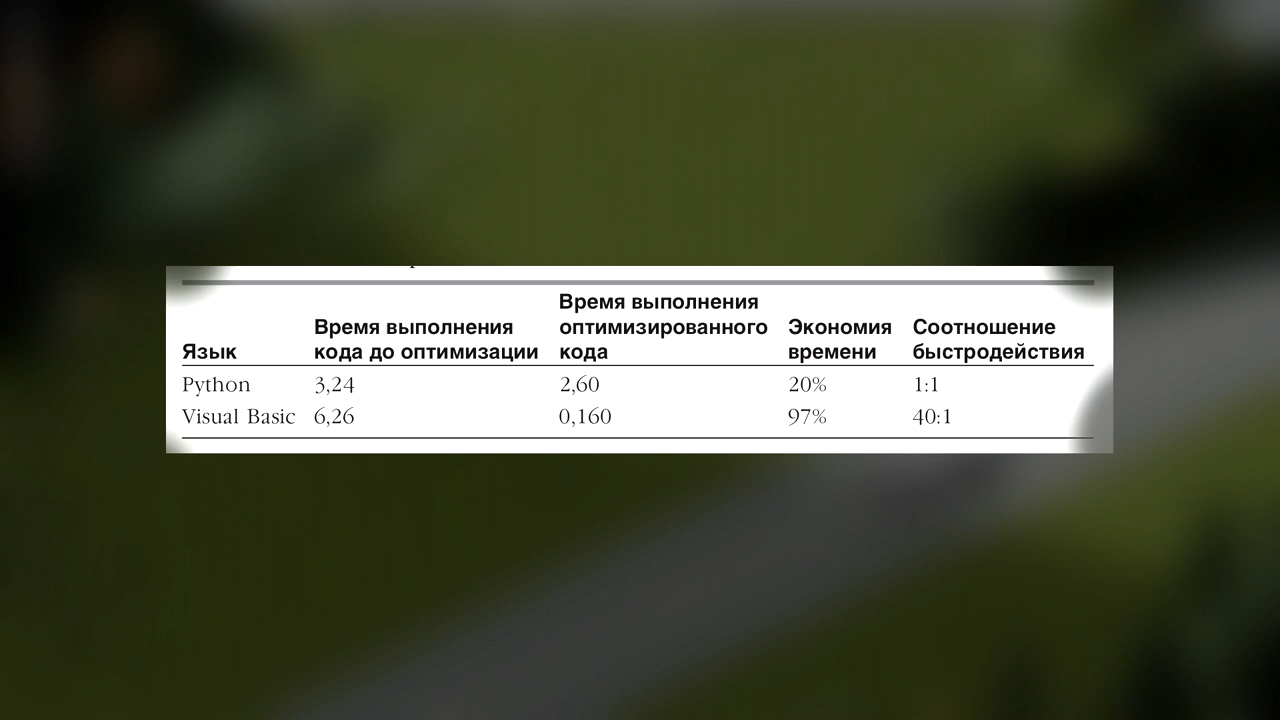 Время выполнения
Время выполнения оптимизированного Экономия Соотношение
Язык кода до оптимизации кода времени быстродействия
Python 3,24 2,60 20% 1:1
Visual Basic 6,26 0,160 97% 40:1